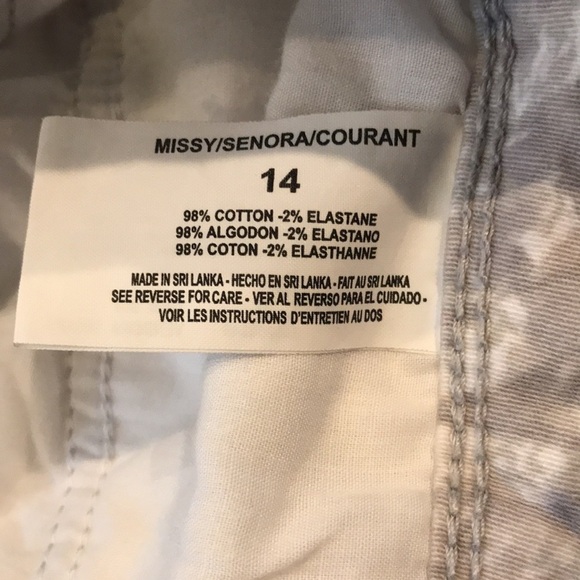 MISSY/SENORA/COURANT
14
98% COTTON -2% ELASTANE
98% ALGODON -2% ELASTANO
98% COTON -2% ELASTHANNE
MADE IN SRI LANKA - HECHO EN SRI LANKA - FAIT AU SRI LANKA
SEE REVERSE FOR CARE - VER AL REVERSO PARA EL CUIDADO -
VOIR LES INSTRUCTIONS D'ENTRETIEN AU DOS